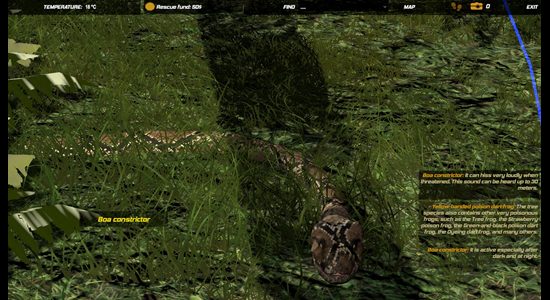 TEMPERATURE: 16°C
Rescue fund: 50$
FIND ...
MAP
0
EXIT
Boa constrictor
Boa constrictor: It can hiss very loudly when
threatened. This sound can be heard up to 30
meters.
Yellow banded poison dart frog: The tree
species also contains other very poisonous
frogs, such as the Tree frog, the Strawberry
poison frog, the Green-and-black poison dart
frog, the Dyeing dart frog, and many others.
Boa constrictor: It is active especially after
dark and at night.